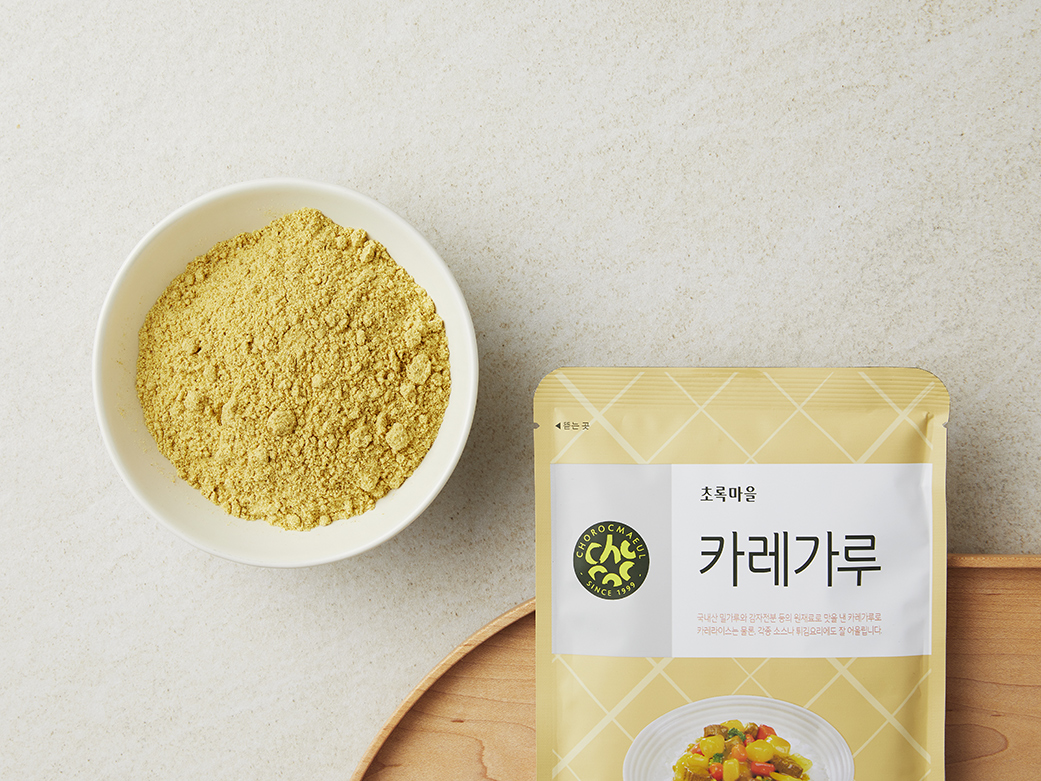 ◀뜯는 곳
초록마을
카레가루
CHOROCMAEUL
cho
roc
SINCE 1999
국내산 밀가루와 감자전분 등의 원재료로 맛을 낸 카레가루로
카레라이스는 물론, 각종 소스나 튀김요리에도 잘 어울립니다.